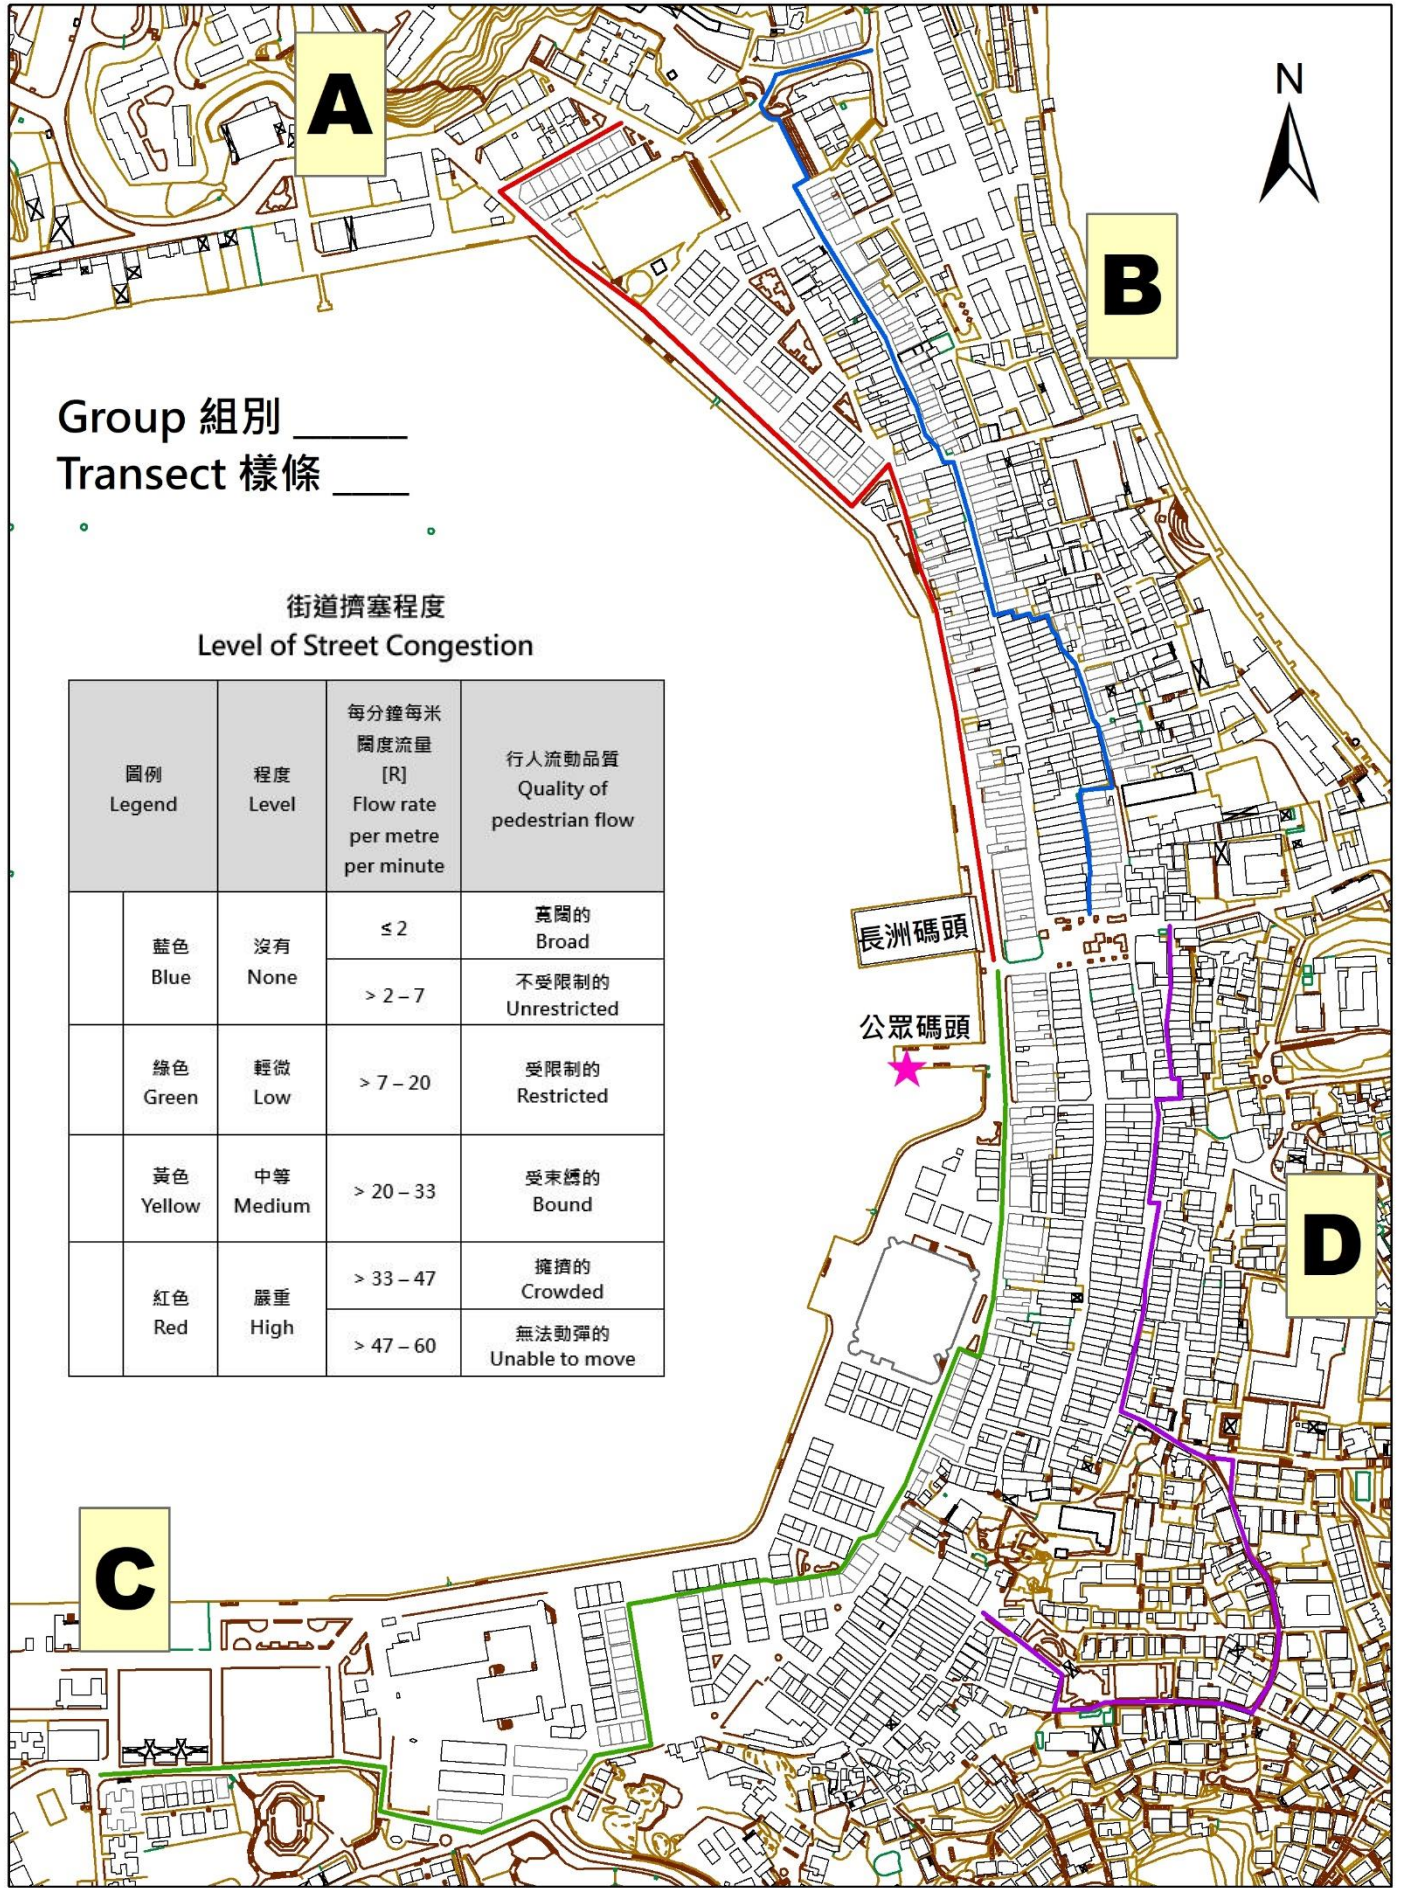 A
N
B
Group 組別 _____
Transect 樣條 ____
街道擠塞程度
Level of Street Congestion
圖例
Legend
程度
Level
每分鐘每米
闊度流量
[R]
Flow rate
per metre
per minute
行人流動品質
Quality of
pedestrian flow
藍色
Blue
沒有
None
≤ 2
寬闊的
Broad
> 2 – 7
不受限制的
Unrestricted
綠色
Green
輕微
Low
> 7 – 20
受限制的
Restricted
黃色
Yellow
中等
Medium
> 20 – 33
受束縛的
Bound
紅色
Red
嚴重
High
> 33 – 47
擁擠的
Crowded
> 47 – 60
無法動彈的
Unable to move
長洲碼頭
公眾碼頭
D
C